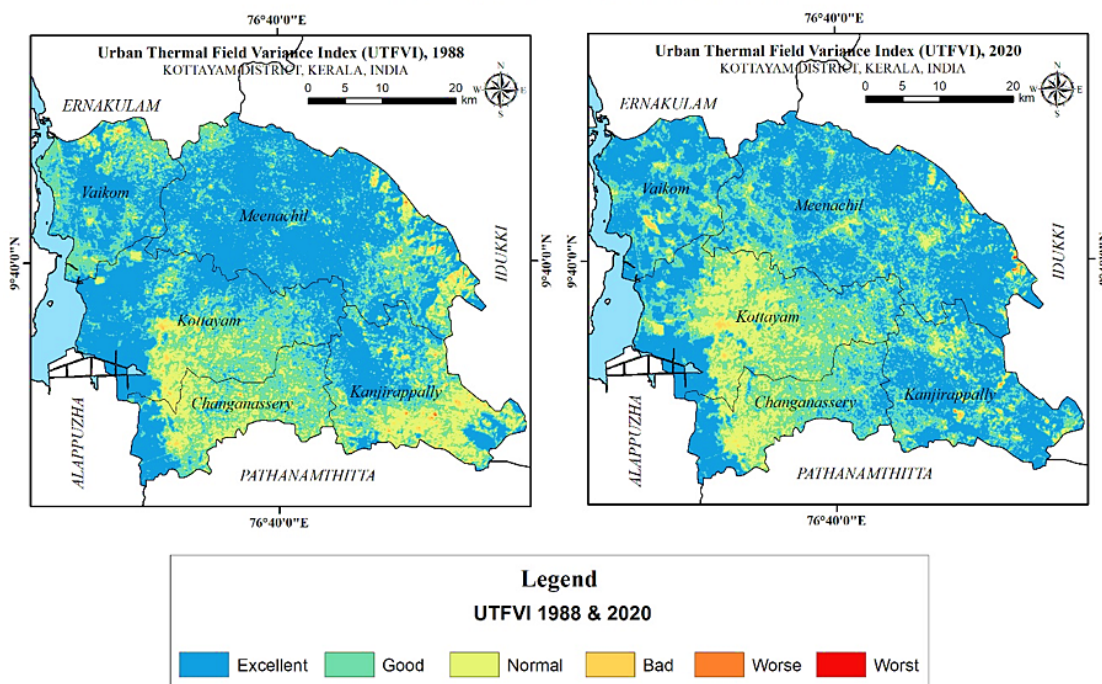 76°40'0"E
Urban Thermal Field Variance Index (UTFVI), 1988
KOTTAYAM DISTRICT, KERALA, INDIA
0 5 10 20
km
N
W E
S
ERNAKULAM
Vaikom
Meenachil
IDUKKI
9°40'0"N
9°40'0"N
Kottayam
Kanjirappally
Changanassery
ALAPPUZHA
PATHANAMTHITTA
76°40'0"E
76°40'0"E
Urban Thermal Field Variance Index (UTFVI), 2020
KOTTAYAM DISTRICT, KERALA, INDIA
0 5 10 20
km
N
W E
S
ERNAKULAM
Vaikom
Meenachil
IDUKKI
9°40'0"N
Kottayam
Kanjirappally
Changanassery
ALAPPUZHA
PATHANAMTHITTA
76°40'0"E
Legend
UTFVI 1988 & 2020
Excellent Good Normal Bad Worse Worst